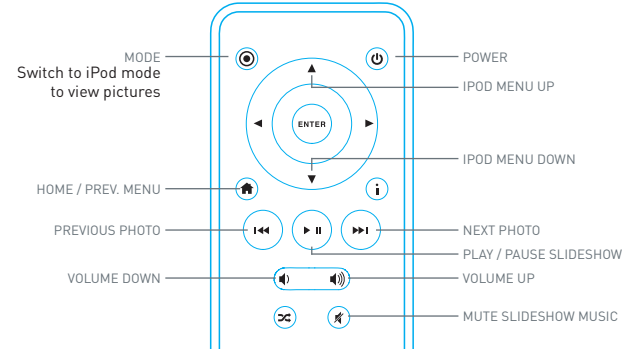 MODE
Switch to iPod mode
to view pictures
POWER
IPOD MENU UP
ENTER
IPOD MENU DOWN
HOME / PREV. MENU
i
PREVIOUS PHOTO
NEXT PHOTO
PLAY / PAUSE SLIDESHOW
VOLUME DOWN
VOLUME UP
MUTE SLIDESHOW MUSIC